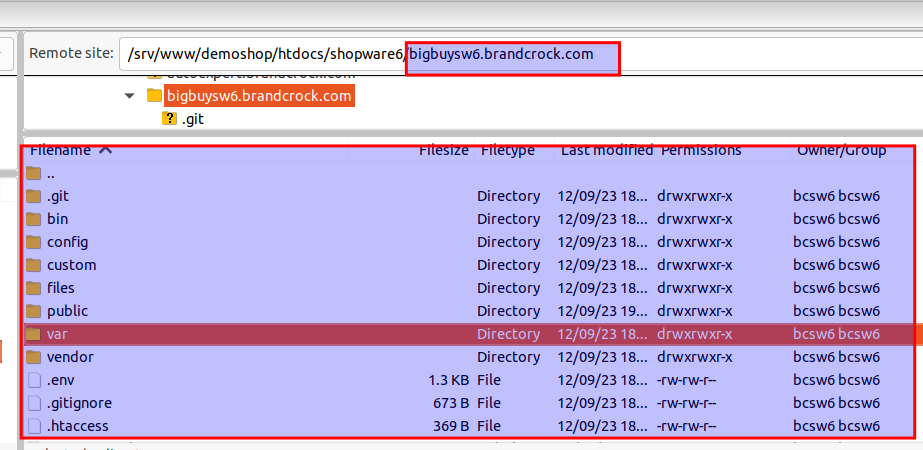 Remote site: /srv/www/demoshop/htdocs/shopware6/bigbuysw6.brandcrock.com
bigbuysw6.brandcrock.com
? .git
Filename Filesize Filetype Last modified Permissions Owner/Group
..
.git Directory 12/09/23 18... drwxrwxr-x bcsw6 bcsw6
bin Directory 12/09/23 18... drwxrwxr-x bcsw6 bcsw6
config Directory 12/09/23 18... drwxrwxr-x bcsw6 bcsw6
custom Directory 12/09/23 18... drwxrwxr-x bcsw6 bcsw6
files Directory 12/09/23 18... drwxrwxr-x bcsw6 bcsw6
public Directory 12/09/23 19... drwxrwxr-x bcsw6 bcsw6
var Directory 12/09/23 18... drwxrwxr-x bcsw6 bcsw6
vendor Directory 12/09/23 18... drwxrwxr-x bcsw6 bcsw6
.env 1.3 KB File 12/09/23 18... -rw-rw-r-- bcsw6 bcsw6
.gitignore 673 B File 12/09/23 18... -rw-rw-r-- bcsw6 bcsw6
.htaccess 369 B File 12/09/23 18... -rw-rw-r-- bcsw6 bcsw6